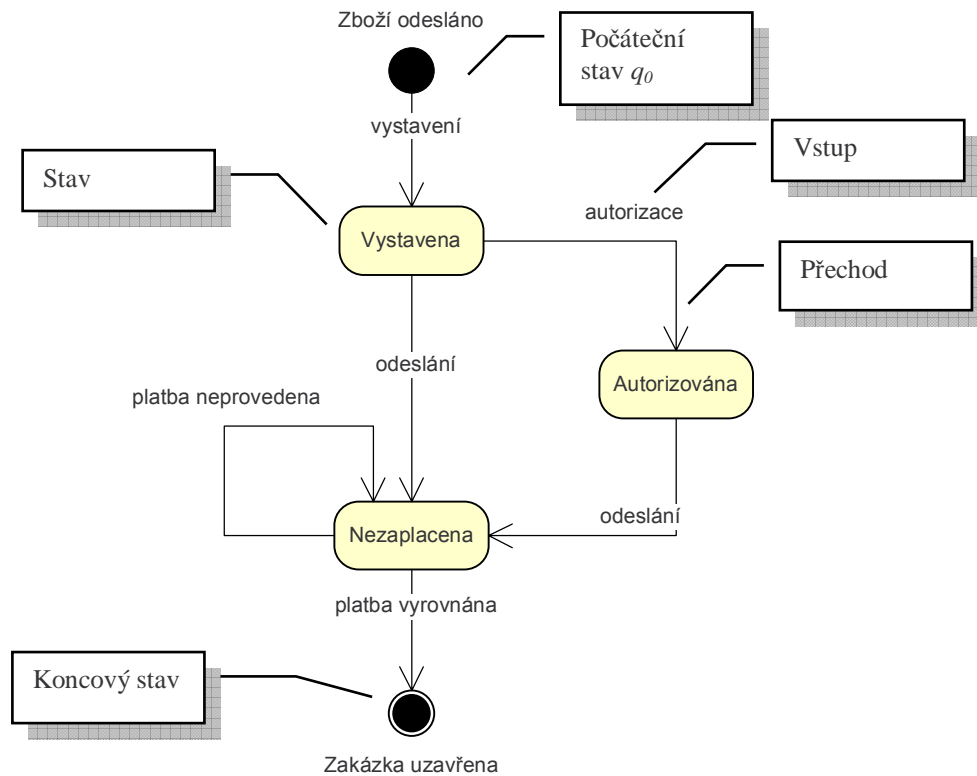 Zboží odesláno
Počáteční
stav q0
vystavení
Vstup
Stav
autorizace
Vystavena
Přechod
odeslání
Autorizována
platba neprovedena
odeslání
Nezaplacena
platba vyrovnána
Koncový stav
Zakázka uzavřena